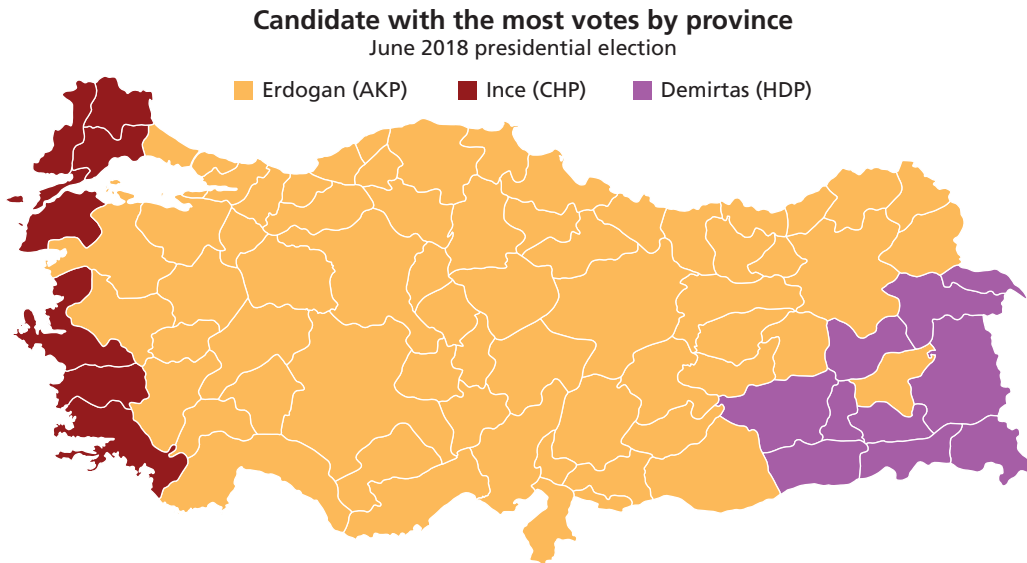 Candidate with the most votes by province
June 2018 presidential election
Erdogan (AKP) Ince (CHP) Demirtas (HDP)